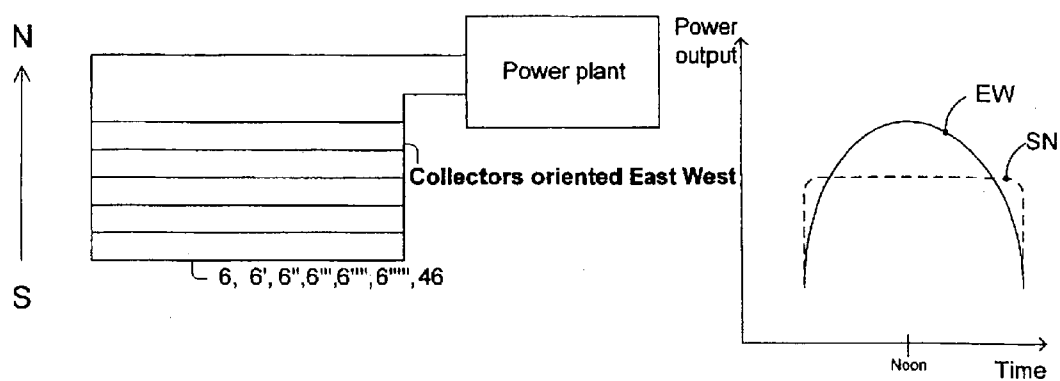 N
S
Power plant
Collectors oriented East West
6, 6', 6",6"',6"",6""', 46
Power
output
EW
SN
Noon
Time